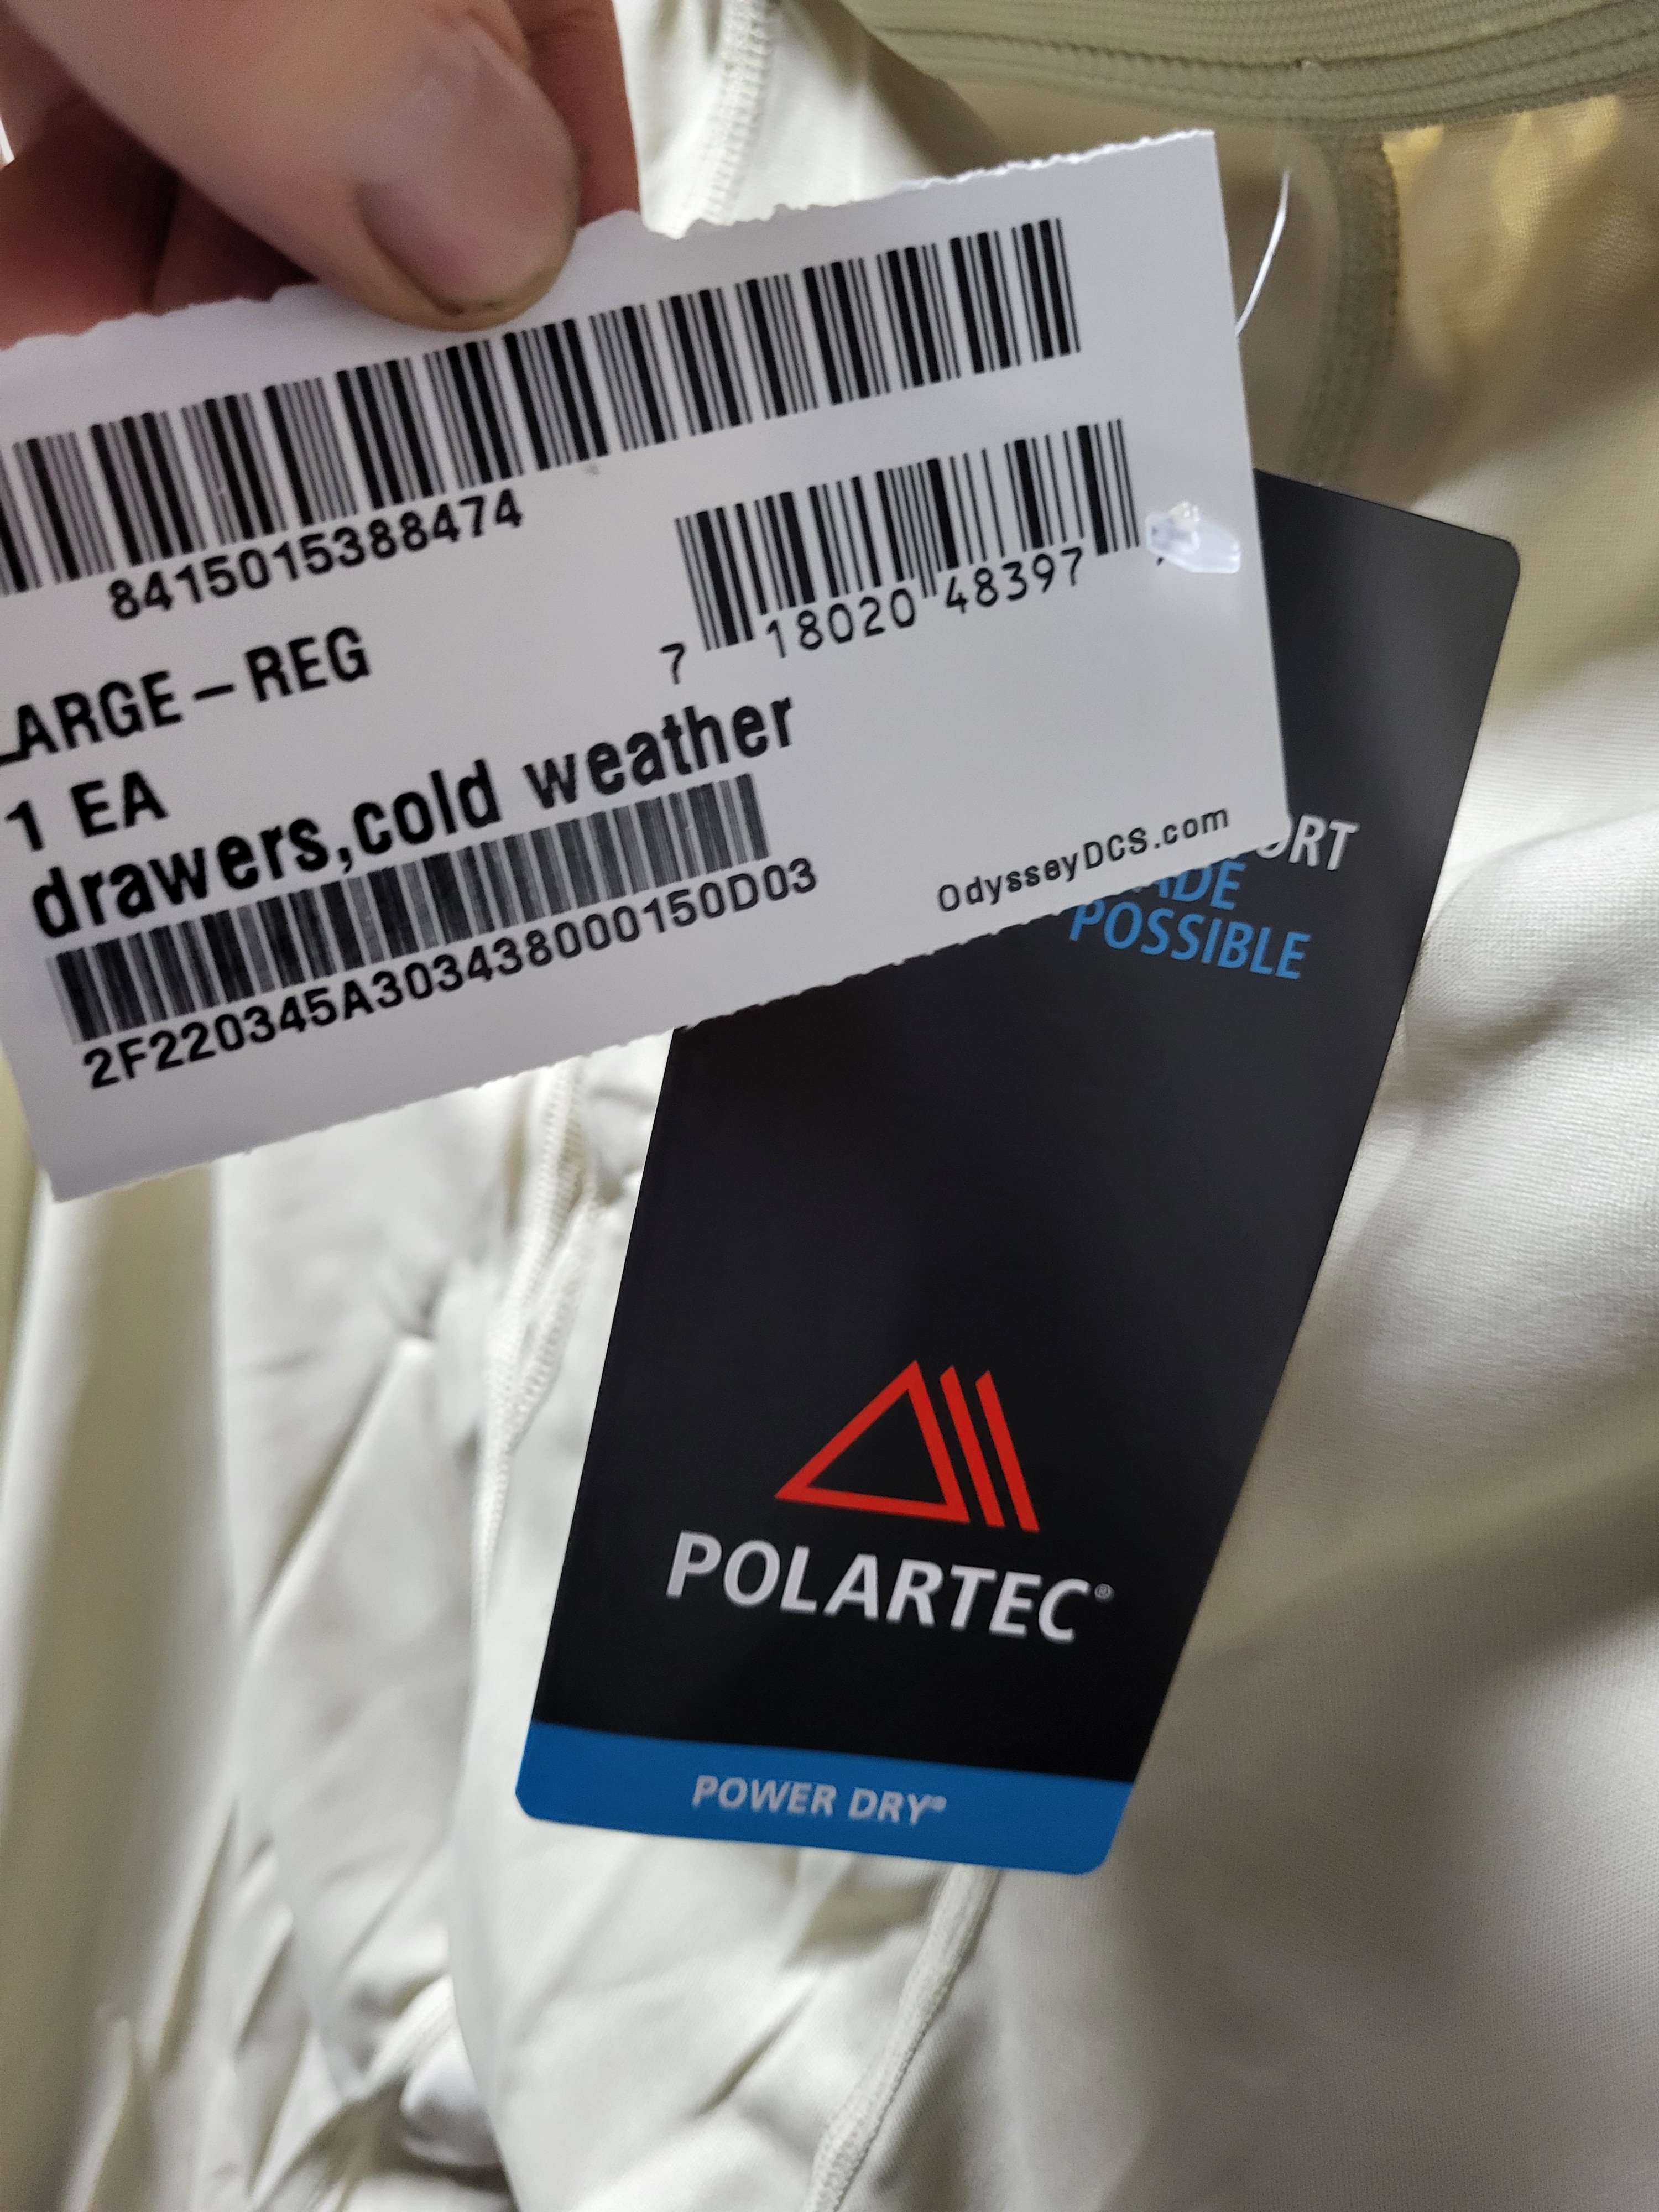 8415015388474
7 18020 48397
LARGE-REG
1 EA
drawers,cold weather
2F220345A303438000150D03
OdysseyDCS.com
POSSIBLE
POLARTEC®
POWER DRY®